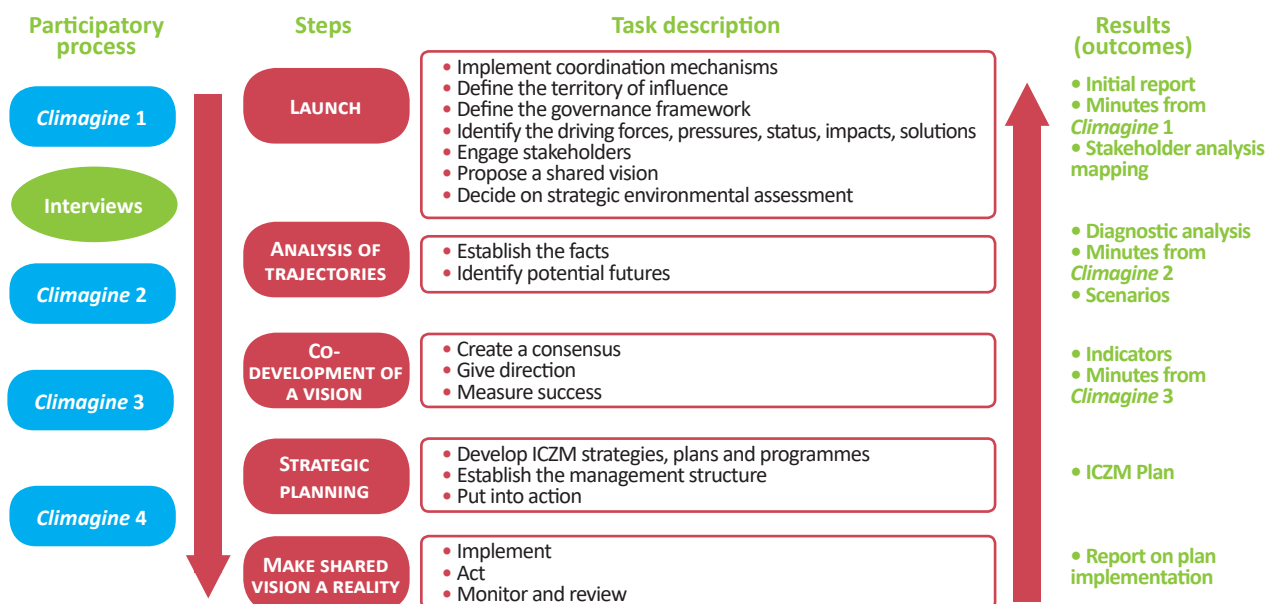 Participatory
process
Steps
Task description
Results
(outcomes)
Climagine 1
Interviews
Climagine 2
Climagine 3
Climagine 4
LAUNCH
• Implement coordination mechanisms
• Define the territory of influence
• Define the governance framework
• Identify the driving forces, pressures, status, impacts, solutions
• Engage stakeholders
• Propose a shared vision
• Decide on strategic environmental assessment
• Initial report
• Minutes from
Climagine 1
• Stakeholder analysis
mapping
ANALYSIS OF
TRAJECTORIES
• Establish the facts
• Identify potential futures
• Diagnostic analysis
• Minutes from
Climagine 2
• Scenarios
CO-
DEVELOPMENT OF
A VISION
• Create a consensus
• Give direction
• Measure success
• Indicators
• Minutes from
Climagine 3
STRATEGIC
PLANNING
• Develop ICZM strategies, plans and programmes
• Establish the management structure
• Put into action
• ICZM Plan
MAKE SHARED
VISION A REALITY
• Implement
• Act
• Monitor and review
• Report on plan
implementation